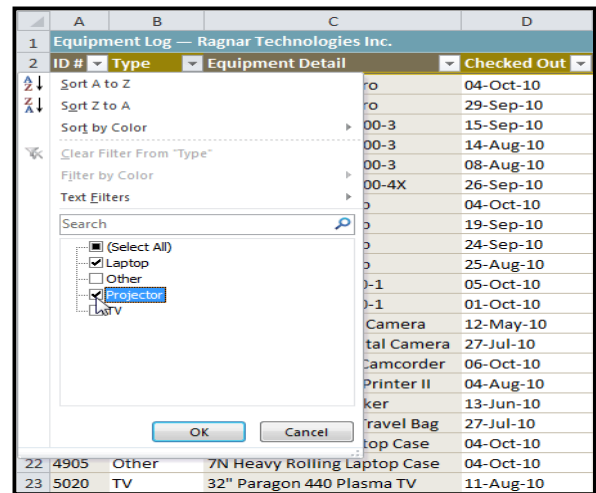 A B C D
1 Equipment Log — Ragnar Technologies Inc.
2 ID # Type Equipment Detail Checked Out
Sort A to Z ro 04-Oct-10
Sort Z to A ro 29-Sep-10
Sort by Color 00-3 15-Sep-10
Clear Filter From "Type" 00-3 14-Aug-10
Filter by Color 00-3 08-Aug-10
Text Filters 00-4X 26-Sep-10
04-Oct-10
Search 19-Sep-10
(Select All) 24-Sep-10
Laptop 25-Aug-10
Other 0-1 05-Oct-10
Projector 0-1 01-Oct-10
TV Camera 12-May-10
tal Camera 27-Jul-10
Camcorder 06-Oct-10
Printer II 04-Aug-10
ker 13-Jun-10
OK Cancel Travel Bag 27-Jul-10
top Case 04-Oct-10
22 4905 Other 7N Heavy Rolling Laptop Case 04-Oct-10
23 5020 TV 32" Paragon 440 Plasma TV 11-Aug-10